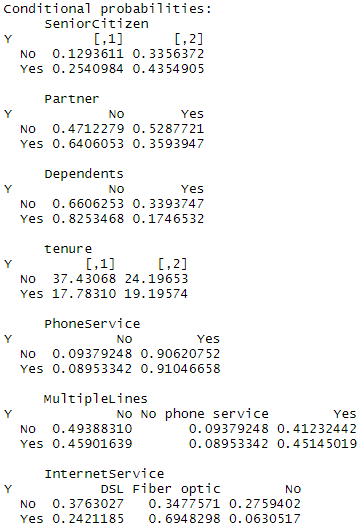 Conditional probabilities:
SeniorCitizen
Y [,1] [,2]
No 0.1293611 0.3356372
Yes 0.2540984 0.4354905
Partner
Y No Yes
No 0.4712279 0.5287721
Yes 0.6406053 0.3593947
Dependents
Y No Yes
No 0.6606253 0.3393747
Yes 0.8253468 0.1746532
tenure
Y [,1] [,2]
No 37.43068 24.19653
Yes 17.78310 19.19574
PhoneService
Y No Yes
No 0.09379248 0.90620752
Yes 0.08953342 0.91046658
MultipleLines
Y No No phone service Yes
No 0.49388310 0.09379248 0.41232442
Yes 0.45901639 0.08953342 0.45145019
InternetService
Y DSL Fiber optic No
No 0.3763027 0.3477571 0.2759402
Yes 0.2421185 0.6948298 0.0630517